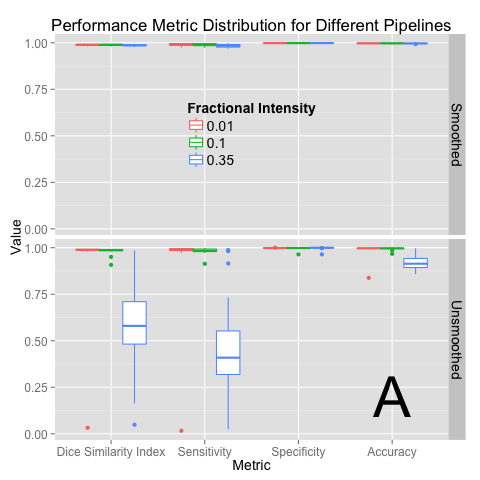 Performance Metric Distribution for Different Pipelines
1.00
0.75
0.50
0.25
0.00
Fractional Intensity
0.01
0.1
0.35
Smoothed
Value
1.00
0.75
0.50
0.25
0.00
Unsmoothed
A
Dice Similarity Index Sensitivity Specificity Accuracy
Metric